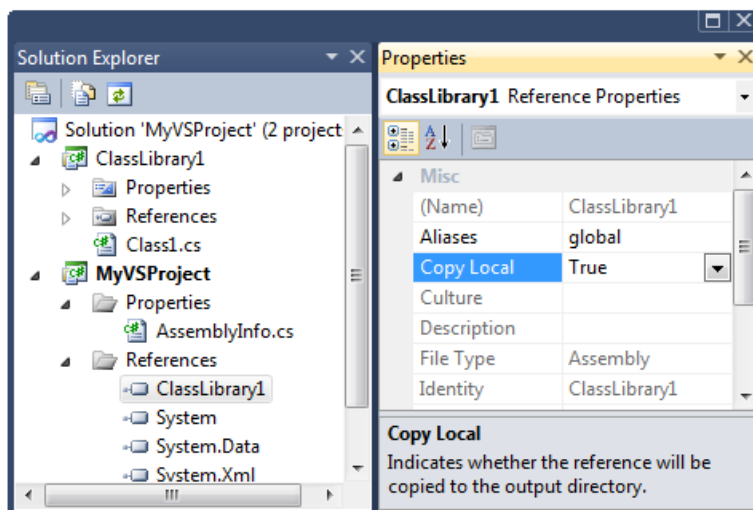 Solution Explorer
Solution 'MyVSProject' (2 project
ClassLibrary1
Properties
References
Class1.cs
MyVSProject
Properties
AssemblyInfo.cs
References
ClassLibrary1
System
System.Data
System.Xml
Properties
ClassLibrary1 Reference Properties
Misc
(Name) ClassLibrary1
Aliases global
Copy Local True
Culture
Description
File Type Assembly
Identity ClassLibrary1
Copy Local
Indicates whether the reference will be
copied to the output directory.